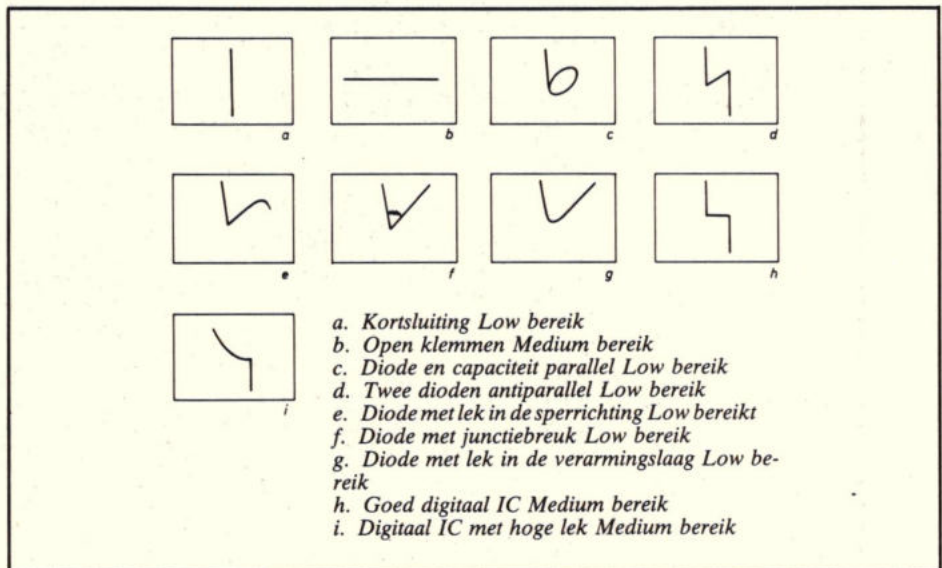 a
b
c
d
e
f
g
h
i
a. Kortsluiting Low bereik
b. Open klemmen Medium bereik
c. Diode en capaciteit parallel Low bereik
d. Twee dioden antiparallel Low bereik
e. Diode met lek in de sperrichting Low bereikt
f. Diode met junctiebreuk Low bereik
g. Diode met lek in de verarmingslaag Low be-
reik
h. Goed digitaal IC Medium bereik
i. Digitaal IC met hoge lek Medium bereik